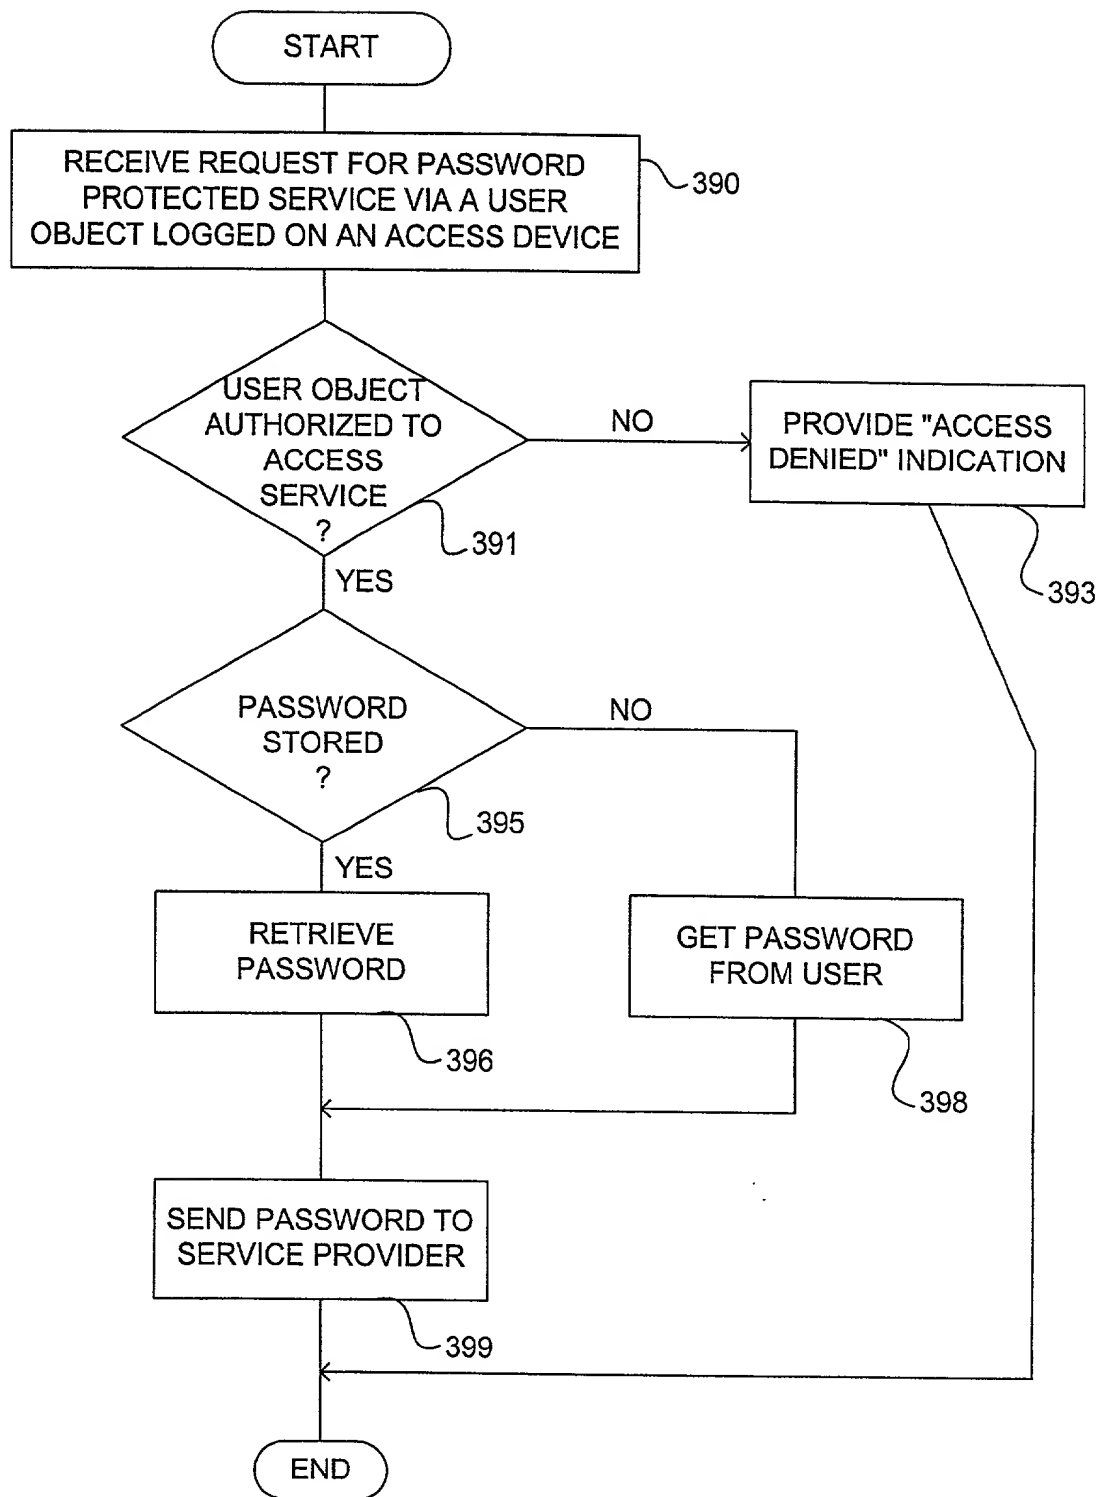 START
RECEIVE REQUEST FOR PASSWORD
PROTECTED SERVICE VIA A USER
OBJECT LOGGED ON AN ACCESS DEVICE
390
USER OBJECT
AUTHORIZED TO
ACCESS
SERVICE
?
391
NO
PROVIDE "ACCESS
DENIED" INDICATION
393
YES
PASSWORD
STORED
?
395
NO
YES
RETRIEVE
PASSWORD
396
GET PASSWORD
FROM USER
398
SEND PASSWORD TO
SERVICE PROVIDER
399
END